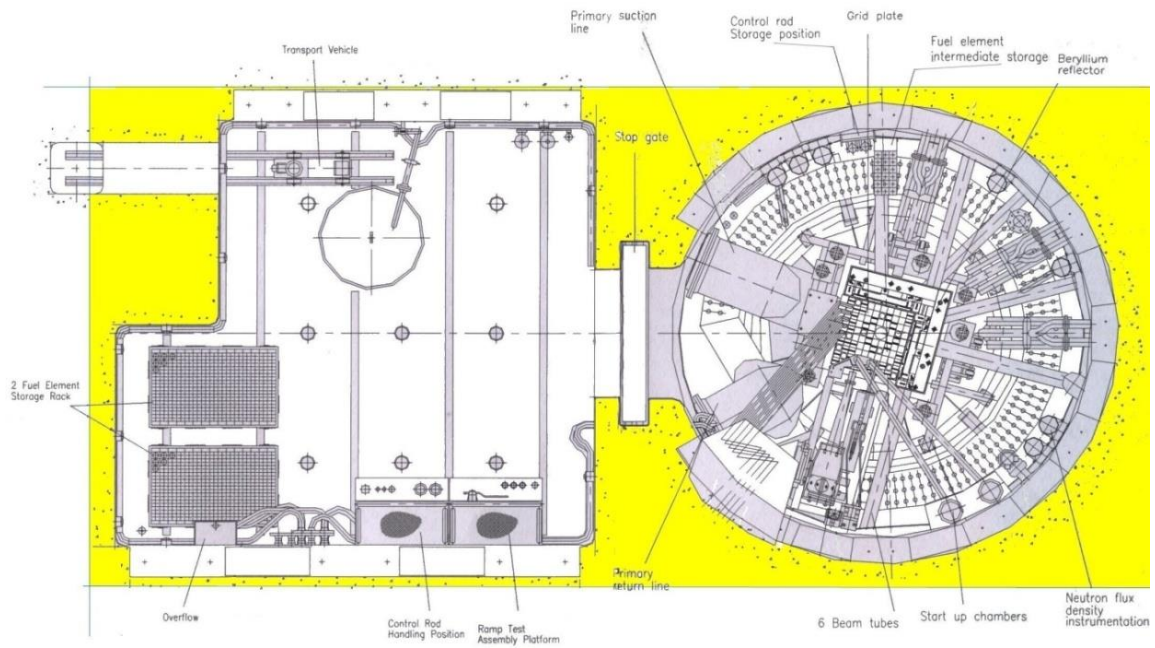 Primary suction
line
Control rod
Storage position
Grid plate
Fuel element
intermediate storage
Beryllium
reflector
Transport Vehicle
Stop gate
2 Fuel Element
Storage Rack
Overflow
Control Rod
Handling Position
Ramp Test
Assembly Platform
Primary
return line
6 Beam tubes
Start up chambers
Neutron flux
density
instrumentation